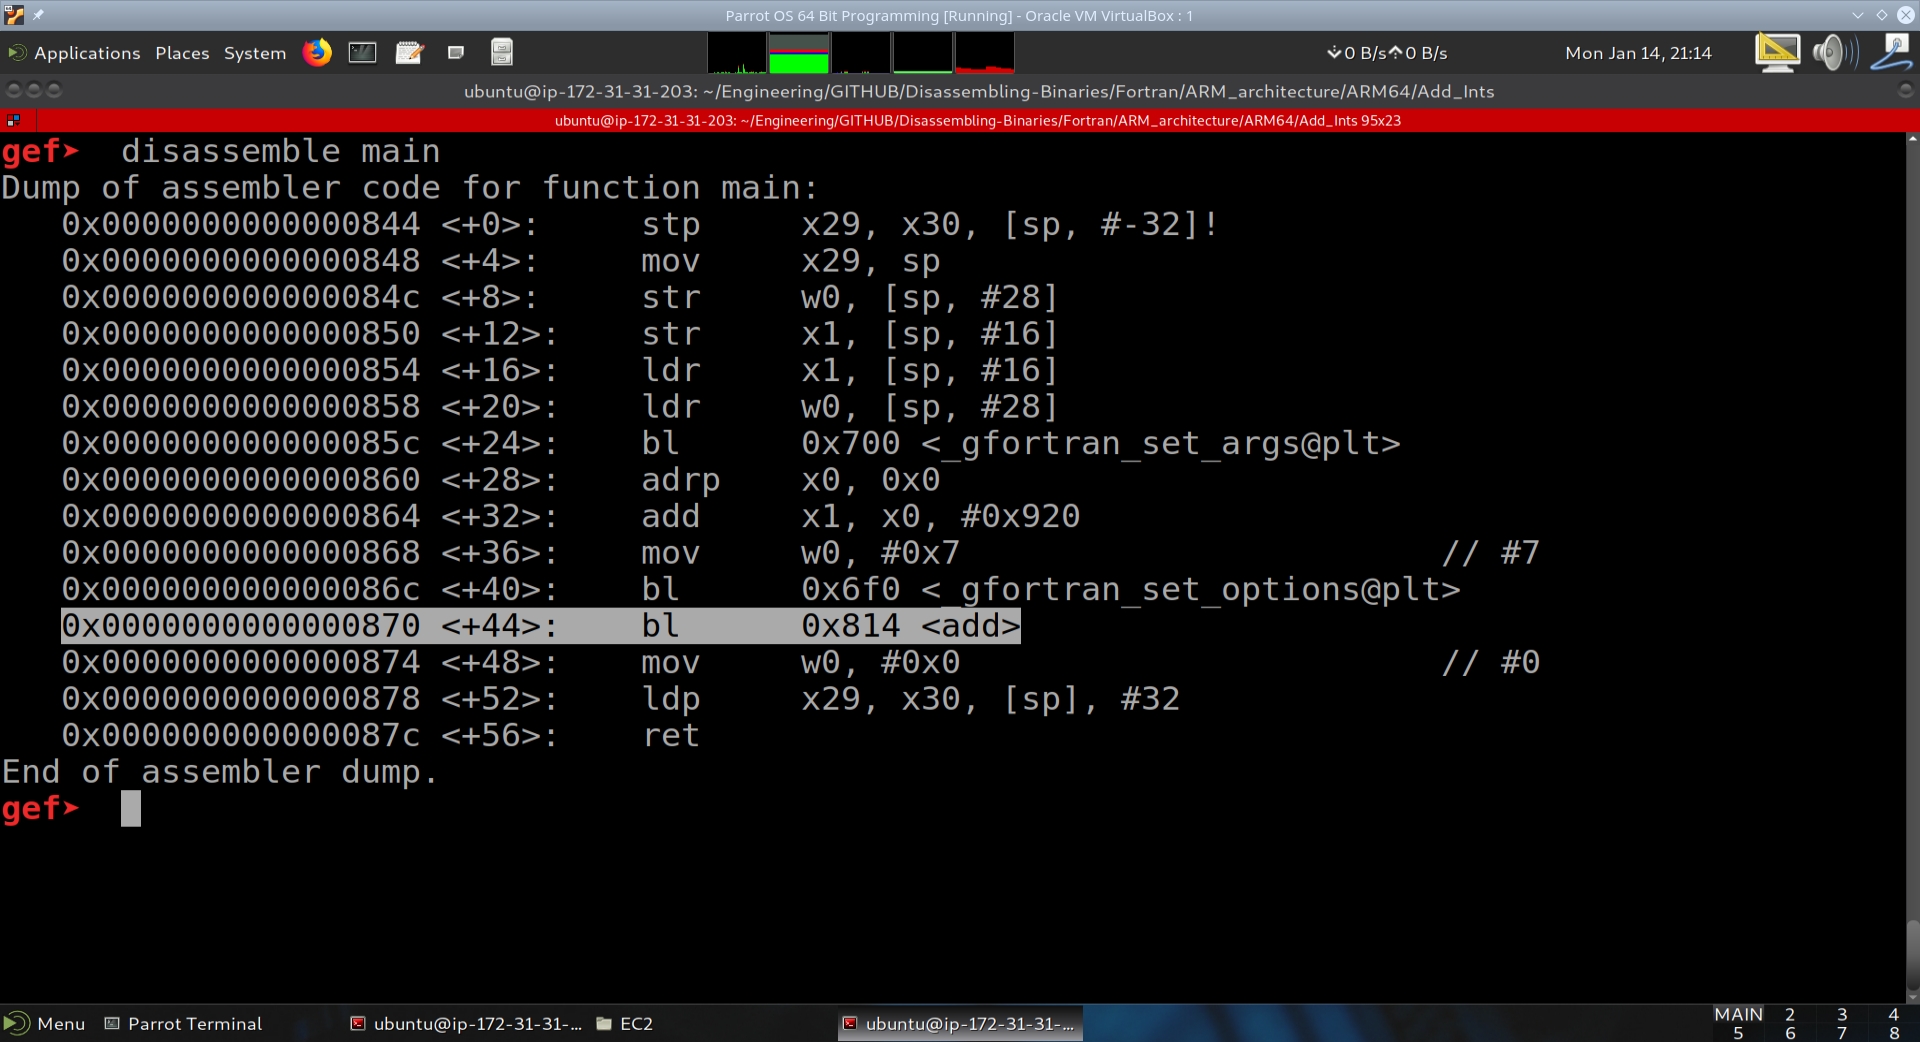 Parrot OS 64 Bit Programming [Running] - Oracle VM VirtualBox : 1
Applications Places System 0 B/s 0 B/s Mon Jan 14, 21:14
ubuntu@ip-172-31-31-203: ~/Engineering/GITHUB/Disassembling-Binaries/Fortran/ARM_architecture/ARM64/Add_Ints
ubuntu@ip-172-31-31-203: ~/Engineering/GITHUB/Disassembling-Binaries/Fortran/ARM_architecture/ARM64/Add_Ints 95x23
gef➤  disassemble main
Dump of assembler code for function main:
   0x0000000000000844 <+0>:	stp	x29, x30, [sp, #-32]!
   0x0000000000000848 <+4>:	mov	x29, sp
   0x000000000000084c <+8>:	str	w0, [sp, #28]
   0x0000000000000850 <+12>:	str	x1, [sp, #16]
   0x0000000000000854 <+16>:	ldr	x1, [sp, #16]
   0x0000000000000858 <+20>:	ldr	w0, [sp, #28]
   0x000000000000085c <+24>:	bl	0x700 <_gfortran_set_args@plt>
   0x0000000000000860 <+28>:	adrp	x0, 0x0
   0x0000000000000864 <+32>:	add	x1, x0, #0x920
   0x0000000000000868 <+36>:	mov	w0, #0x7	// #7
   0x000000000000086c <+40>:	bl	0x6f0 <_gfortran_set_options@plt>
   0x0000000000000870 <+44>:	bl	0x814 <add>
   0x0000000000000874 <+48>:	mov	w0, #0x0	// #0
   0x0000000000000878 <+52>:	ldp	x29, x30, [sp], #32
   0x000000000000087c <+56>:	ret
End of assembler dump.
gef➤
Menu Parrot Terminal ubuntu@ip-172-31-31-... EC2 ubuntu@ip-172-31-31-... MAIN 2 3 4
5 6 7 8